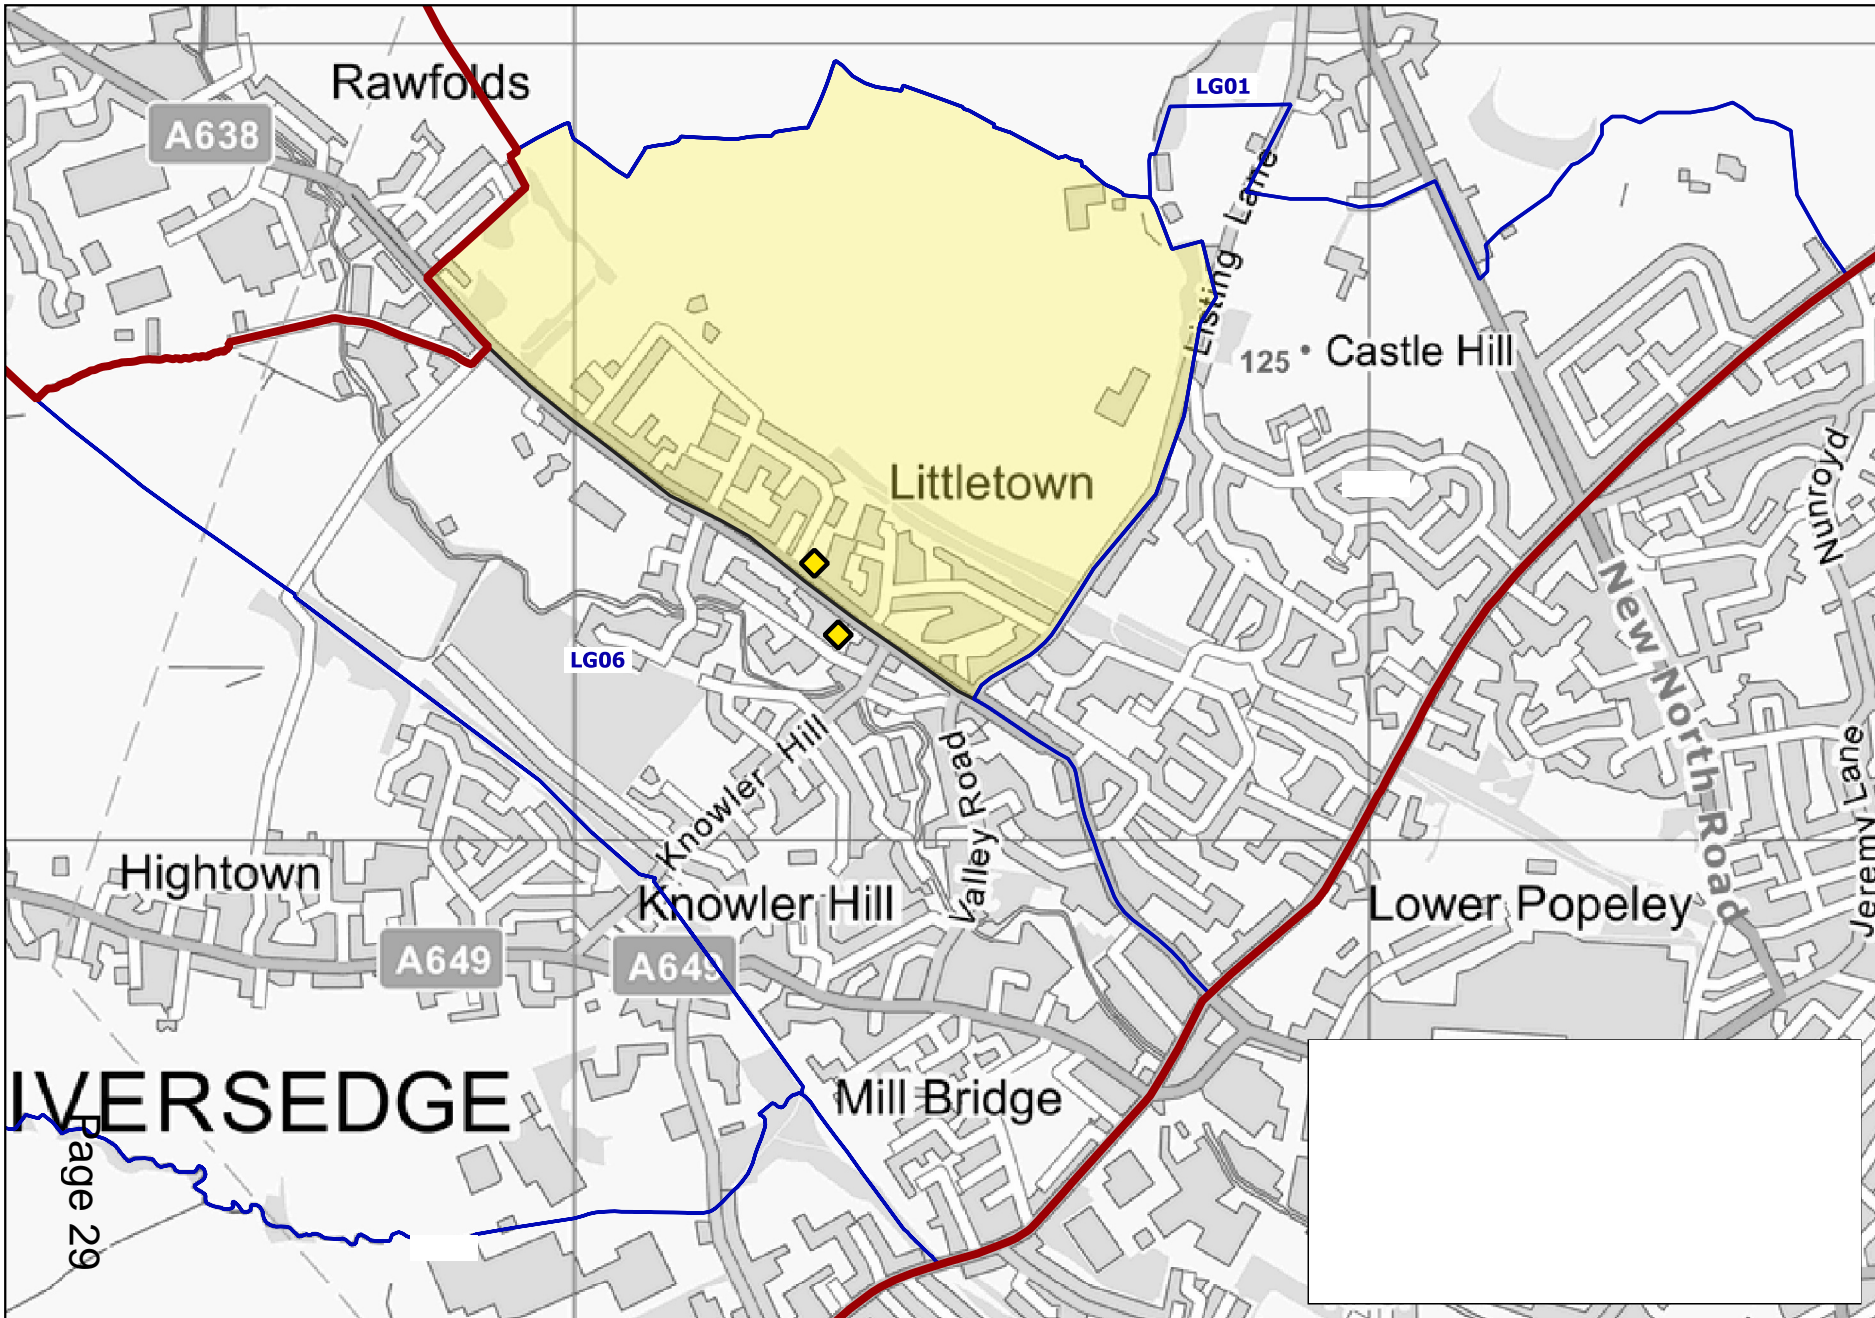 Rawfolds
LG01
A638
Listing Lane
125
Castle Hill
Littletown
Nunroyd
New North Road
LG06
Knowler Hill
Valley Road
Jeremy Lane
Hightown
Knowler Hill
Lower Popeley
A649
A649
IVERSEDGE
Mill Bridge
Page 29